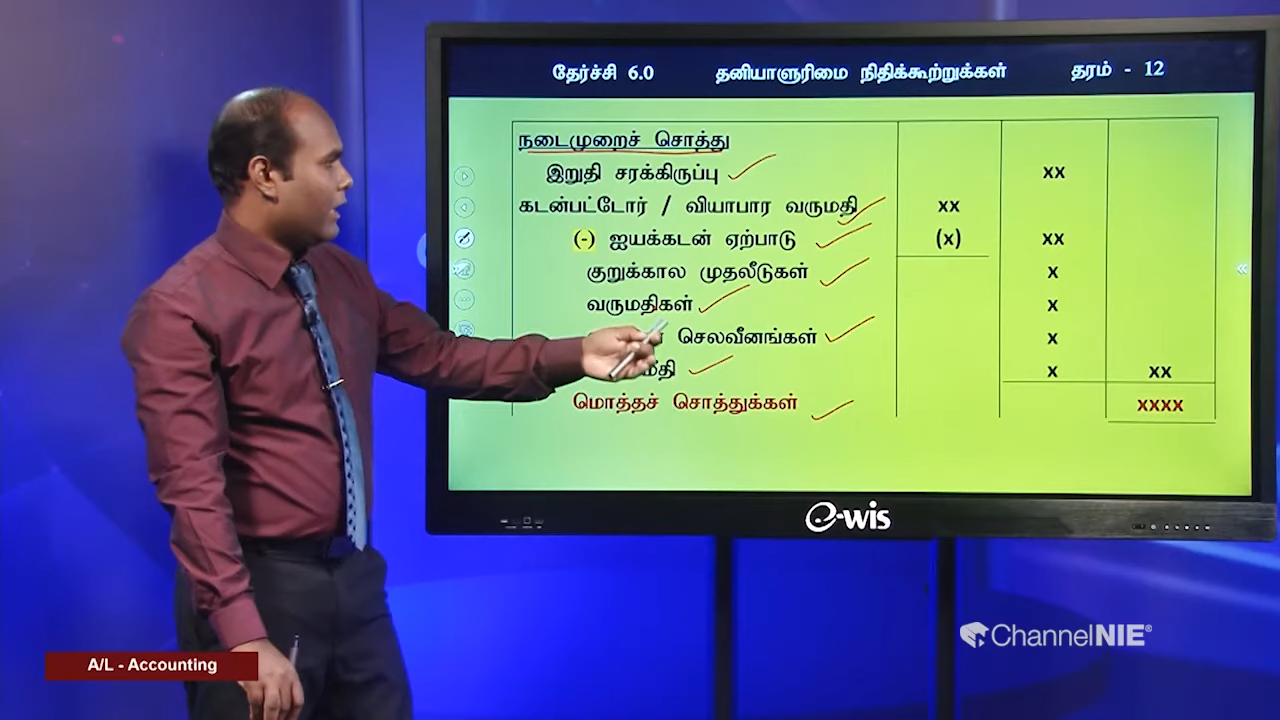 தேர்ச்சி 6.0 தனியாளுரிமை நிதிக்கூற்றுக்கள் தரம் - 12
நடைமுறைச் சொத்து
இறுதி சரக்கிருப்பு xx
கடன்பட்டோர் / வியாபார வருமதி xx
(-) ஐயக்கடன் ஏற்பாடு (x) xx
குறுக்கால முதலீடுகள் x
வருமதிகள் x
செலவீனங்கள் x
x xx
மொத்தச் சொத்துக்கள் xxxx
e-wis
ChannelNIE®
A/L - Accounting